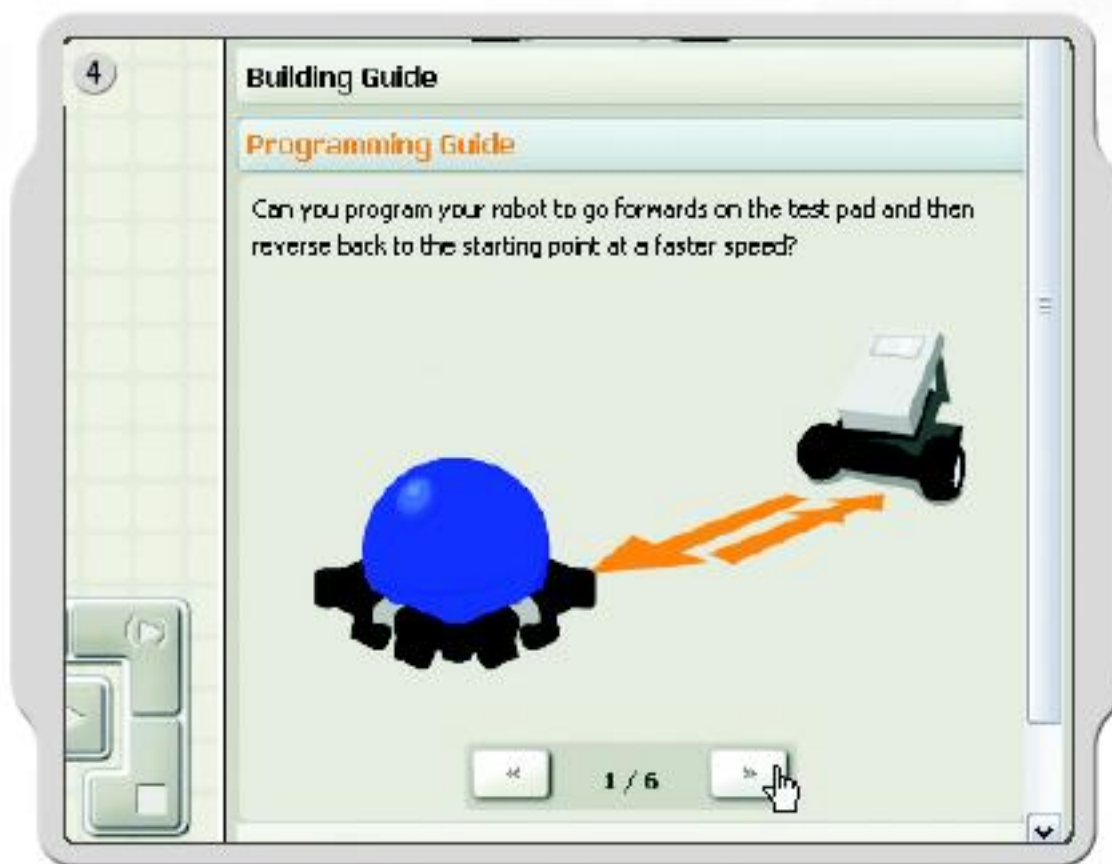 4
Building Guide
Programming Guide
Can you program your robot to go forwards on the test pad and then
reverse back to the starting point at a faster speed?
« 1 / 6 »